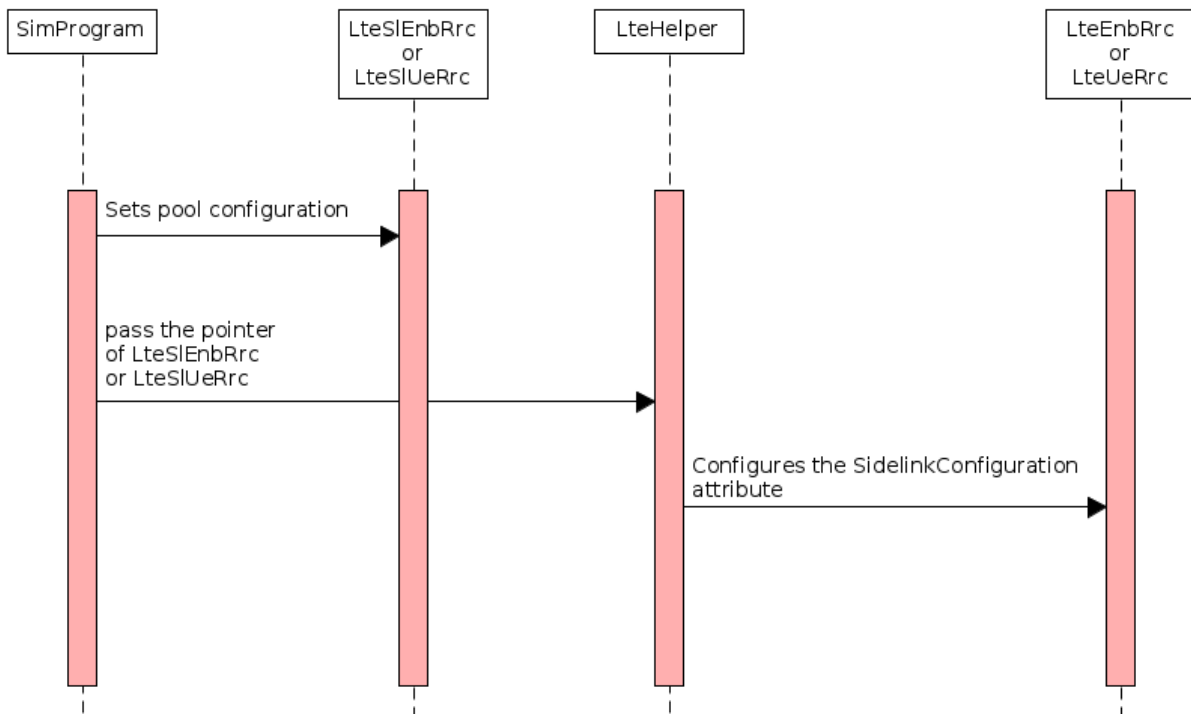 SimProgram
LteSlEnbRrc
or
LteSlUeRrc
LteHelper
LteEnbRrc
or
LteUeRrc
Sets pool configuration
pass the pointer
of LteSlEnbRrc
or LteSlUeRrc
Configures the SidelinkConfiguration
attribute